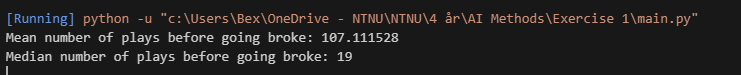 [Running] python -u "c:\Users\Bex\OneDrive - NTNU\NTNU\4 år\AI Methods\Exercise 1\main.py"
Mean number of plays before going broke: 107.111528
Median number of plays before going broke: 19